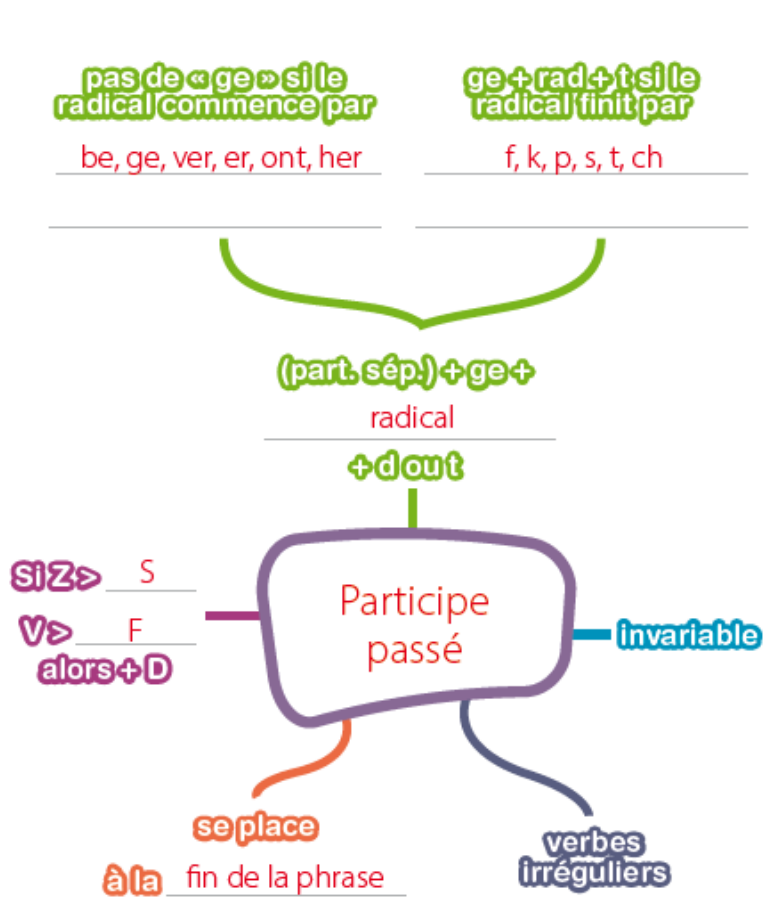 pas de « ge » si le
radical commence par
be, ge, ver, er, ont, her
ge + rad + t si le
radical finit par
f, k, p, s, t, ch
(part. sép.) + ge +
radical
+ d ou t
Si Z > S
V > F
alors + D
Participe
passé
invariable
se place
à la fin de la phrase
verbes
irréguliers